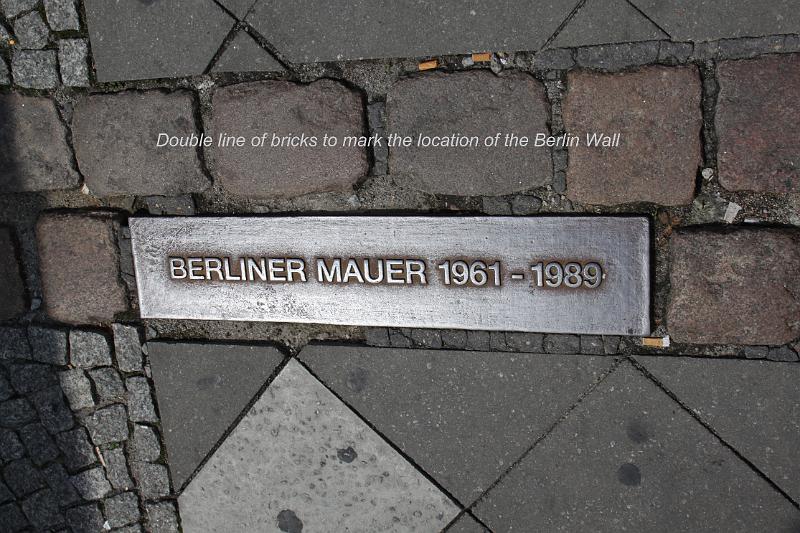 Double line of bricks to mark the location of the Berlin Wall
BERLINER MAUER 1961 - 1989